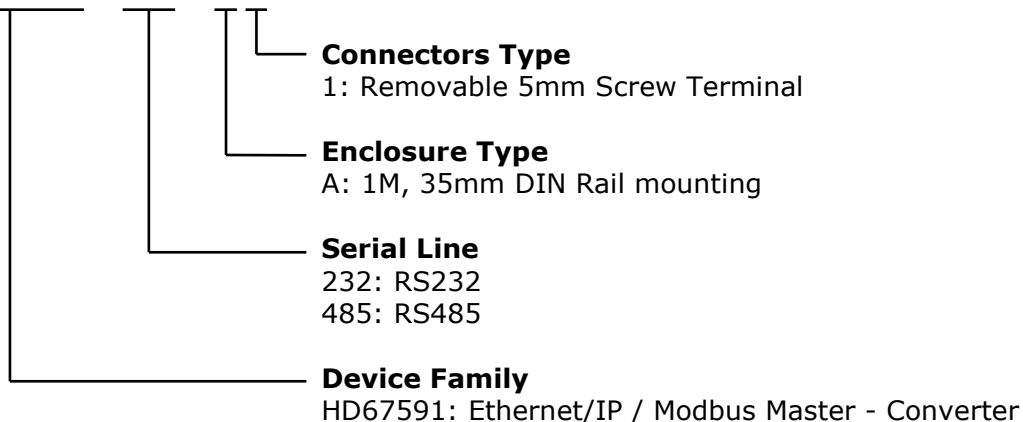 Connectors Type
1: Removable 5mm Screw Terminal
Enclosure Type
A: 1M, 35mm DIN Rail mounting
Serial Line
232: RS232
485: RS485
Device Family
HD67591: Ethernet/IP / Modbus Master - Converter